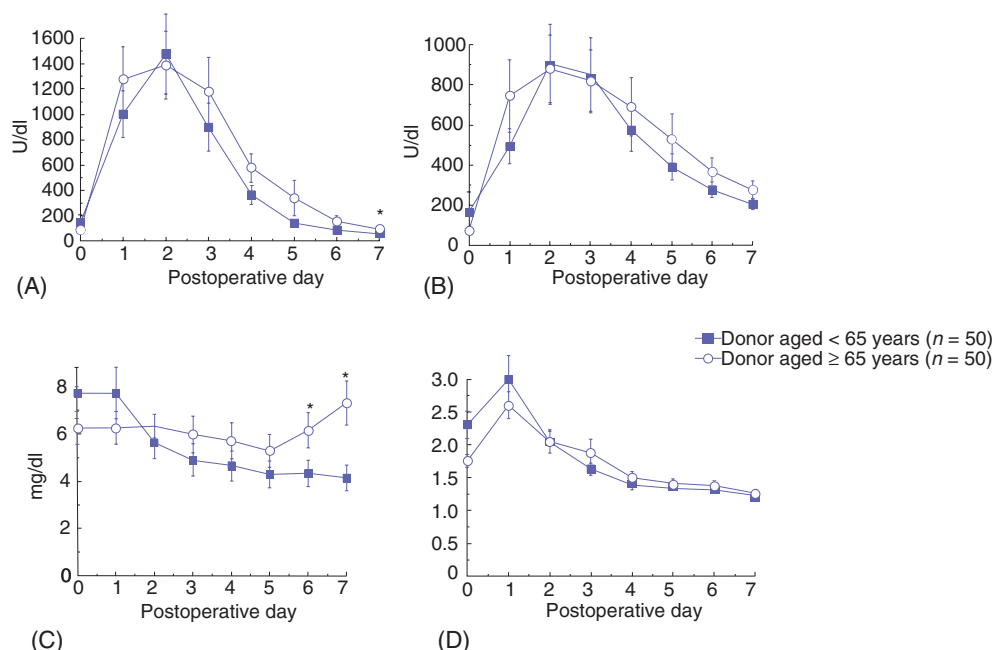 1600
1400
1200
1000
800
600
400
200
0
U/dl
*
0 1 2 3 4 5 6 7
Postoperative day
(A)
1000
800
600
400
200
0
U/dl
0 1 2 3 4 5 6 7
Postoperative day
(B)
Donor aged < 65 years (n = 50)
Donor aged ≥ 65 years (n = 50)
8
6
4
2
0
mg/dl
* *
0 1 2 3 4 5 6 7
Postoperative day
(C)
3.0
2.5
2.0
1.5
1.0
0.5
0
0 1 2 3 4 5 6 7
Postoperative day
(D)